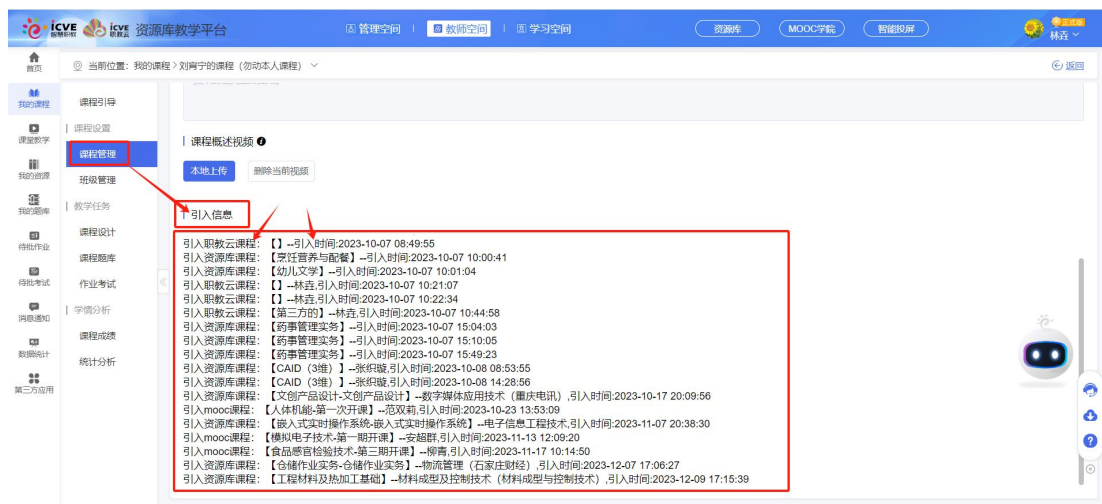 icve 智慧职教 icve 职教云 资源库教学平台 管理空间 教师空间 学习空间 资源库 MOOC学院 智能投屏 正式版 林垚
首页
当前位置：我的课程>刘宵宁的课程（勿动本人课程）
返回
我的课程
课堂教学
我的资源
我的题库
待批作业
待批考试
消息通知
数据统计
第三方应用
课程引导
课程设置
课程管理
班级管理
教学任务
课程设计
课程题库
作业考试
学情分析
课程成绩
统计分析
课程概述视频
本地上传 删除当前视频
引入信息
引入职教云课程：【】--引入时间:2023-10-07 08:49:55
引入资源库课程：【烹饪营养与配餐】--引入时间:2023-10-07 10:00:41
引入资源库课程：【幼儿文学】--引入时间:2023-10-07 10:01:04
引入职教云课程：【】--林垚,引入时间:2023-10-07 10:21:07
引入职教云课程：【】--林垚,引入时间:2023-10-07 10:22:34
引入职教云课程：【第三方的】--林垚,引入时间:2023-10-07 10:44:58
引入资源库课程：【药事管理实务】--引入时间:2023-10-07 15:04:03
引入资源库课程：【药事管理实务】--引入时间:2023-10-07 15:10:05
引入资源库课程：【药事管理实务】--引入时间:2023-10-07 15:49:23
引入资源库课程：【CAID（3维）】--张织璇,引入时间:2023-10-08 08:53:55
引入资源库课程：【CAID（3维）】--张织璇,引入时间:2023-10-08 14:28:56
引入资源库课程：【文创产品设计-文创产品设计】--数字媒体应用技术（重庆电讯）,引入时间:2023-10-17 20:09:56
引入mooc课程：【人体机能-第一次开课】--范双莉,引入时间:2023-10-23 13:53:09
引入资源库课程：【嵌入式实时操作系统-嵌入式实时操作系统】--电子信息工程技术,引入时间:2023-11-07 20:38:30
引入mooc课程：【模拟电子技术-第一期开课】--安超群,引入时间:2023-11-13 12:09:20
引入mooc课程：【食品感官检验技术-第三期开课】--柳青,引入时间:2023-11-17 10:14:50
引入资源库课程：【仓储作业实务-仓储作业实务】--物流管理（石家庄财经）,引入时间:2023-12-07 17:06:27
引入资源库课程：【工程材料及热加工基础】--材料成型及控制技术（材料成型与控制技术）,引入时间:2023-12-09 17:15:39